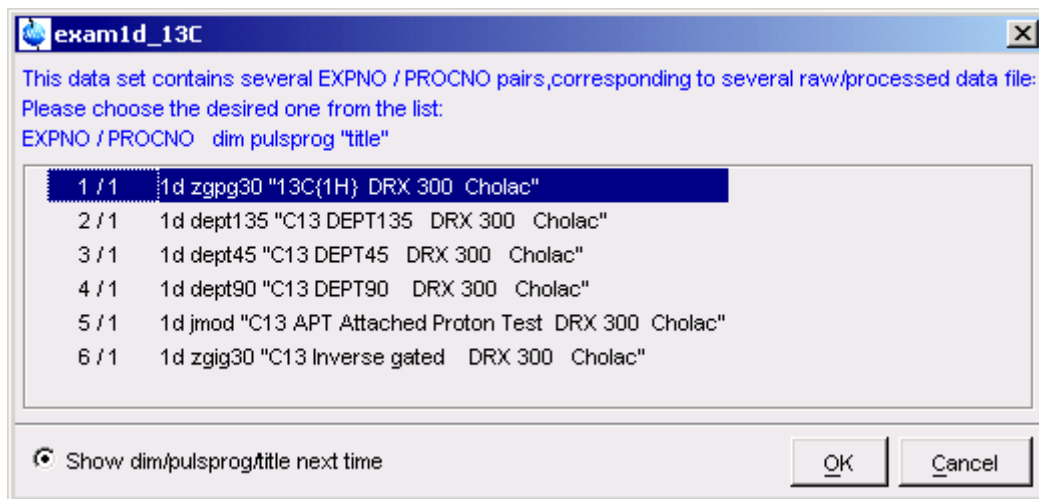 exam1d_13C
This data set contains several EXPNO / PROCNO pairs,corresponding to several raw/processed data file:
Please choose the desired one from the list:
EXPNO / PROCNO dim pulsprog "title"
1 / 1 1d zgpg30 "13C{1H} DRX 300 Cholac"
2 / 1 1d dept135 "C13 DEPT135 DRX 300 Cholac"
3 / 1 1d dept45 "C13 DEPT45 DRX 300 Cholac"
4 / 1 1d dept90 "C13 DEPT90 DRX 300 Cholac"
5 / 1 1d jmod "C13 APT Attached Proton Test DRX 300 Cholac"
6 / 1 1d zgig30 "C13 Inverse gated DRX 300 Cholac"
Show dim/pulsprog/title next time
OK Cancel